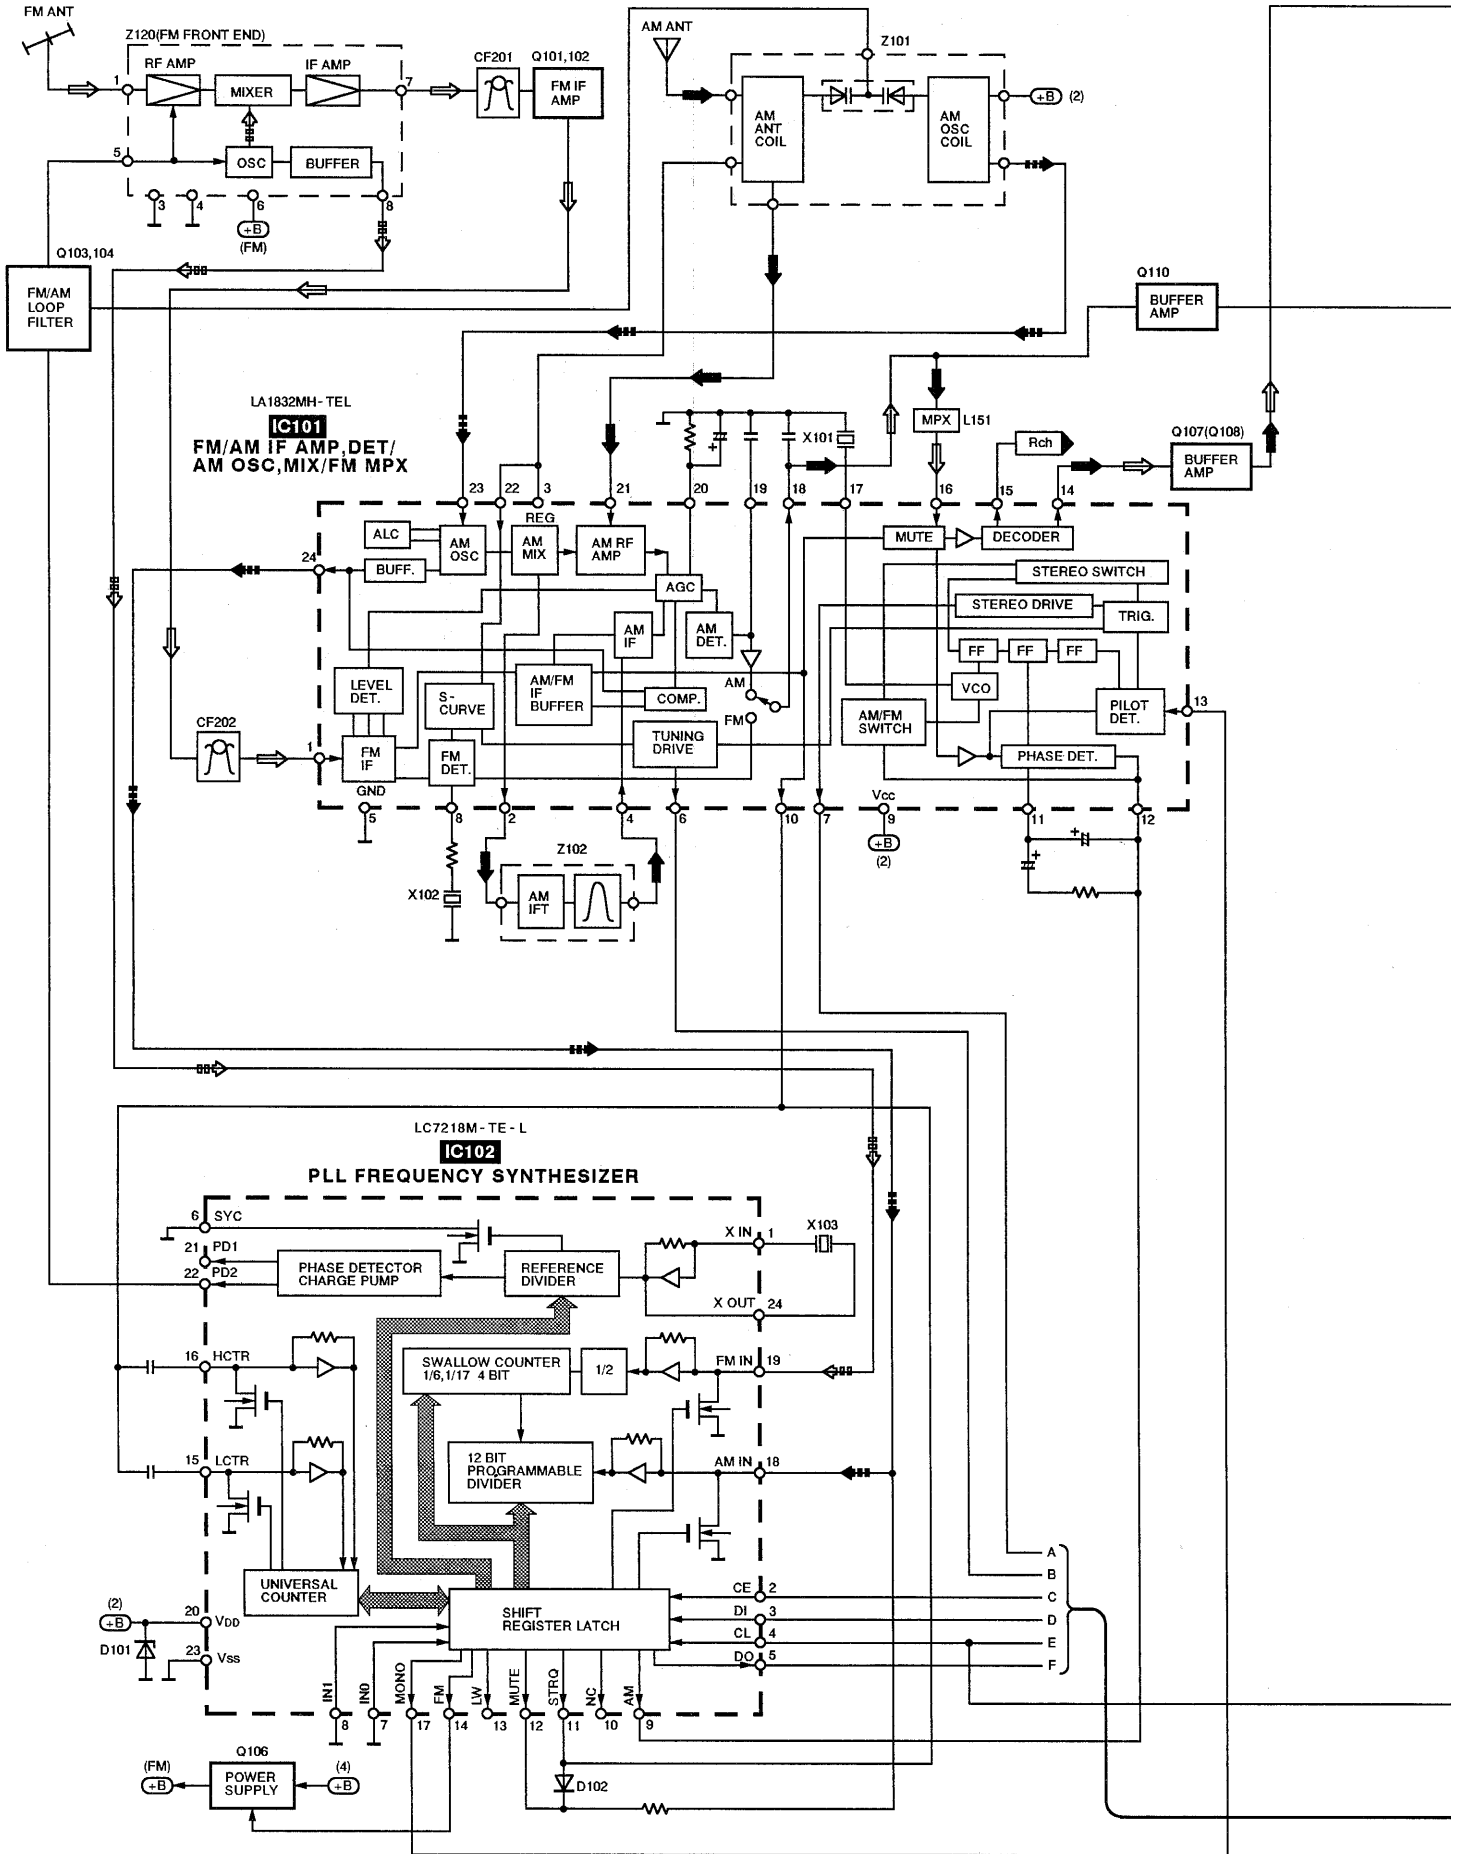 FM ANT
Z120(FM FRONT END)
RF AMP
IF AMP
MIXER
1
7
5
OSC
BUFFER
3
4
6
8
+B
(FM)
CF201
Q101,102
FM IF
AMP
AM ANT
Z101
AM
ANT
COIL
AM
OSC
COIL
+B (2)
Q103,104
FM/AM
LOOP
FILTER
Q110
BUFFER
AMP
LA1832MH-TEL
IC101
FM/AM IF AMP,DET/
AM OSC,MIX/FM MPX
X101
MPX
L151
Rch
Q107(Q108)
BUFFER
AMP
23
22
3
21
20
19
18
17
16
15
14
REG
ALC
AM
OSC
AM
MIX
AM RF
AMP
MUTE
DECODER
24
BUFF.
AGC
STEREO SWITCH
STEREO DRIVE
TRIG.
AM
IF
AM
DET.
FF
FF
FF
LEVEL
DET.
S-
CURVE
AM/FM
IF
BUFFER
COMP.
AM
FM
VCO
PILOT
DET.
13
AM/FM
SWITCH
CF202
1
FM
IF
FM
DET.
TUNING
DRIVE
PHASE DET.
GND
5
8
2
4
6
10
7
Vcc
9
11
12
+B
(2)
+
+
+
X102
Z102
AM
IFT
LC7218M-TE-L
IC102
PLL FREQUENCY SYNTHESIZER
6 SYC
21 PD1
22 PD2
PHASE DETECTOR
CHARGE PUMP
REFERENCE
DIVIDER
X IN 1
X103
X OUT 24
16 HCTR
SWALLOW COUNTER
1/6,1/17 4 BIT
1/2
FM IN 19
15 LCTR
12 BIT
PROGRAMMABLE
DIVIDER
AM IN 18
UNIVERSAL
COUNTER
SHIFT
REGISTER LATCH
(2)
+B
20 VDD
D101
23 Vss
CE 2
DI 3
CL 4
DO 5
A
B
C
D
E
F
IN1
IN0
MONO
FM
LW
MUTE
STRQ
NC
AM
8
7
17
14
13
12
11
10
9
Q106
(FM)
+B
POWER
SUPPLY
(4)
+B
D102